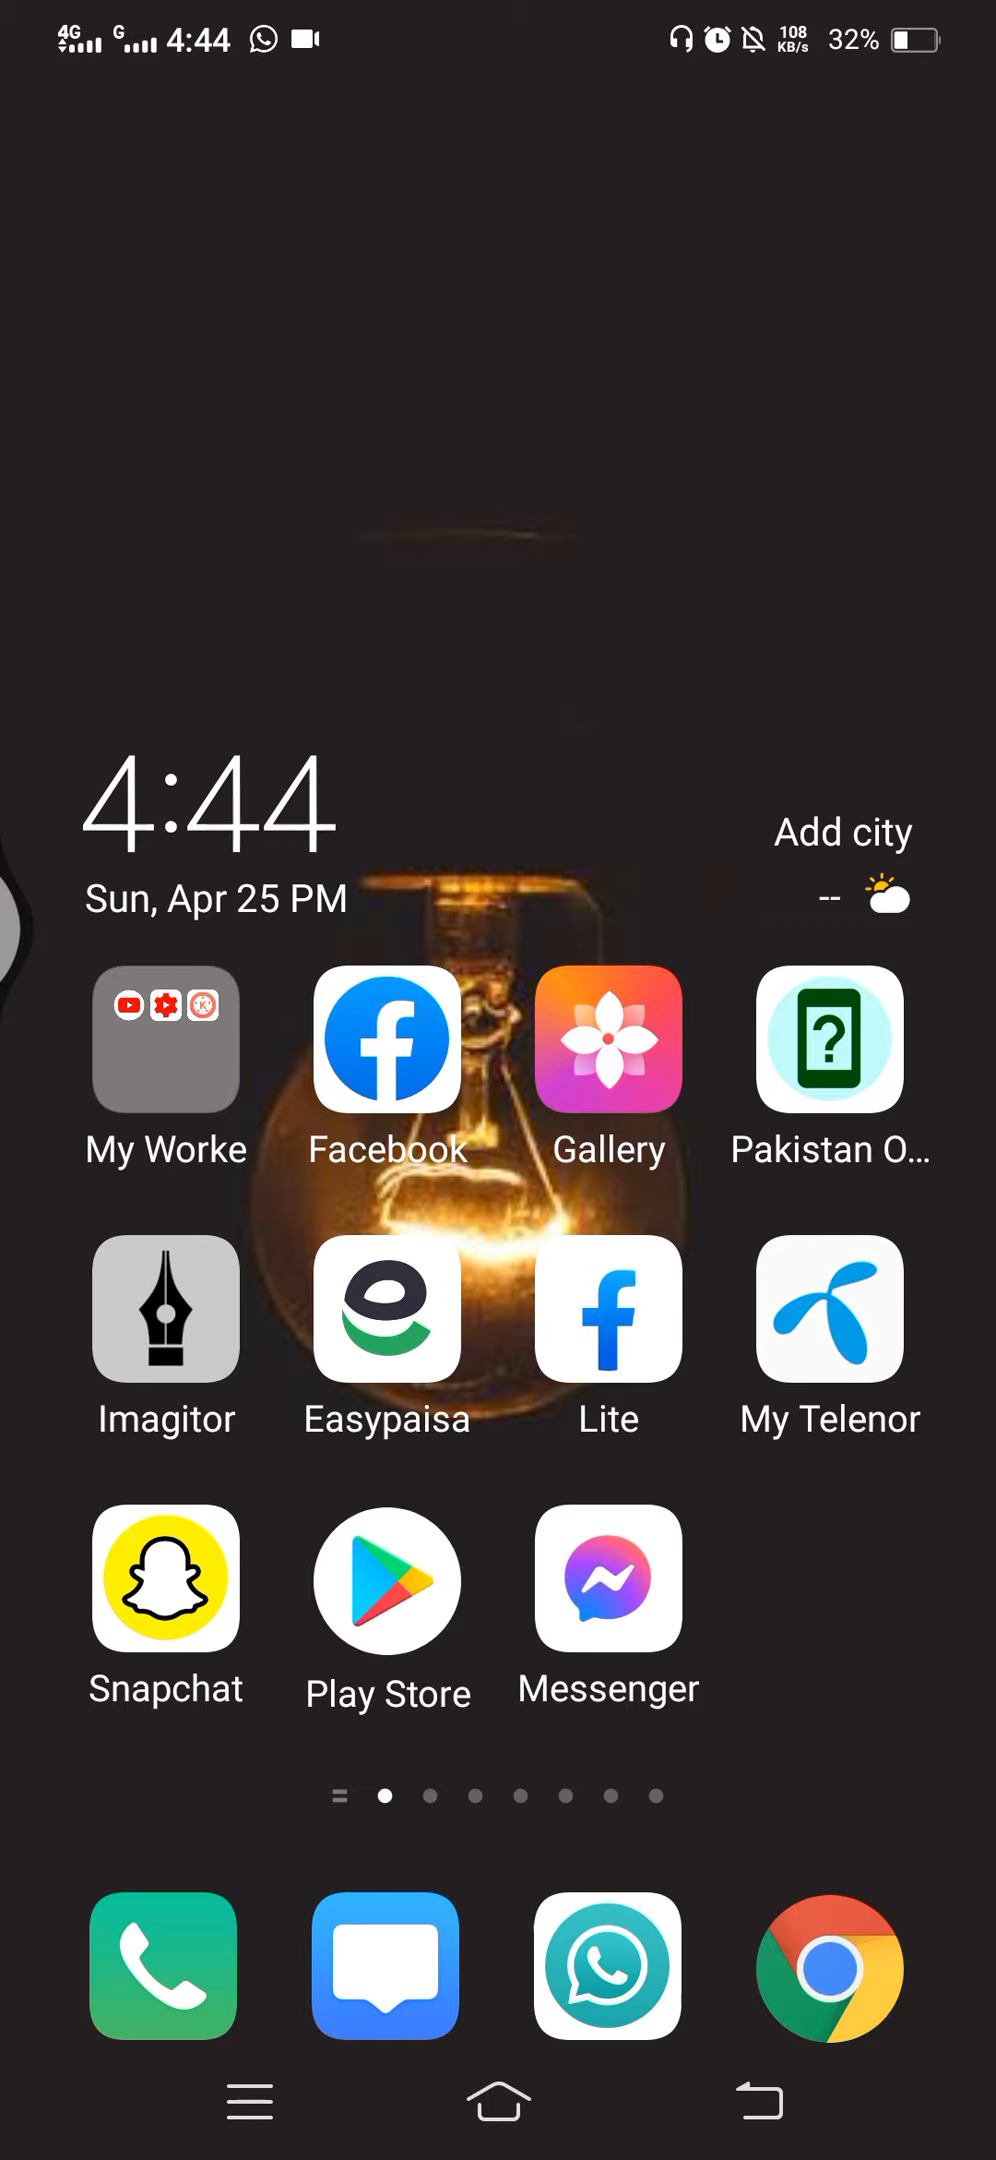 4G G 4:44 108 KB/s 32%
4:44
Add city
Sun, Apr 25 PM
--
My Worke Facebook Gallery Pakistan O...
Imagitor Easypaisa Lite My Telenor
Snapchat Play Store Messenger